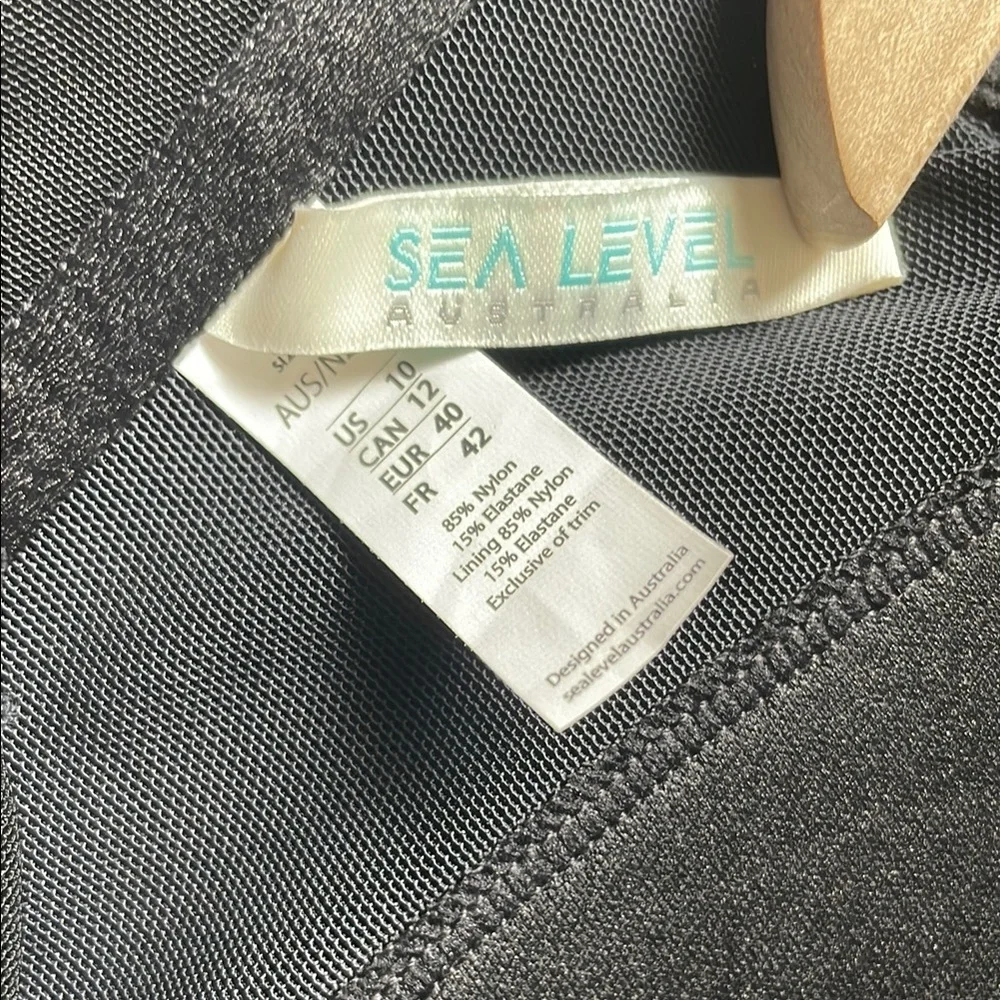 SEA LEVEL
AUSTRALIA
AUS/N
US 10
CAN 12
EUR 40
FR 42
85% Nylon
15% Elastane
Lining 85% Nylon
15% Elastane
Exclusive of trim
Designed in Australia
sealevelaustralia.com